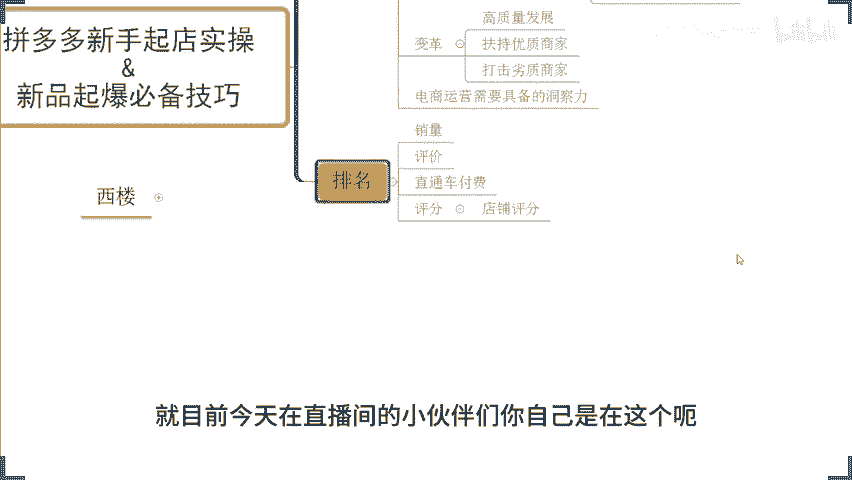 拼多多新手起店实操
&
新品起爆必备技巧
西楼
变革
高质量发展
扶持优质商家
打击劣质商家
电商运营需要具备的洞察力
排名
销量
评价
直通车付费
评分
店铺评分
就目前今天在直播间的小伙伴们你自己是在这个呃